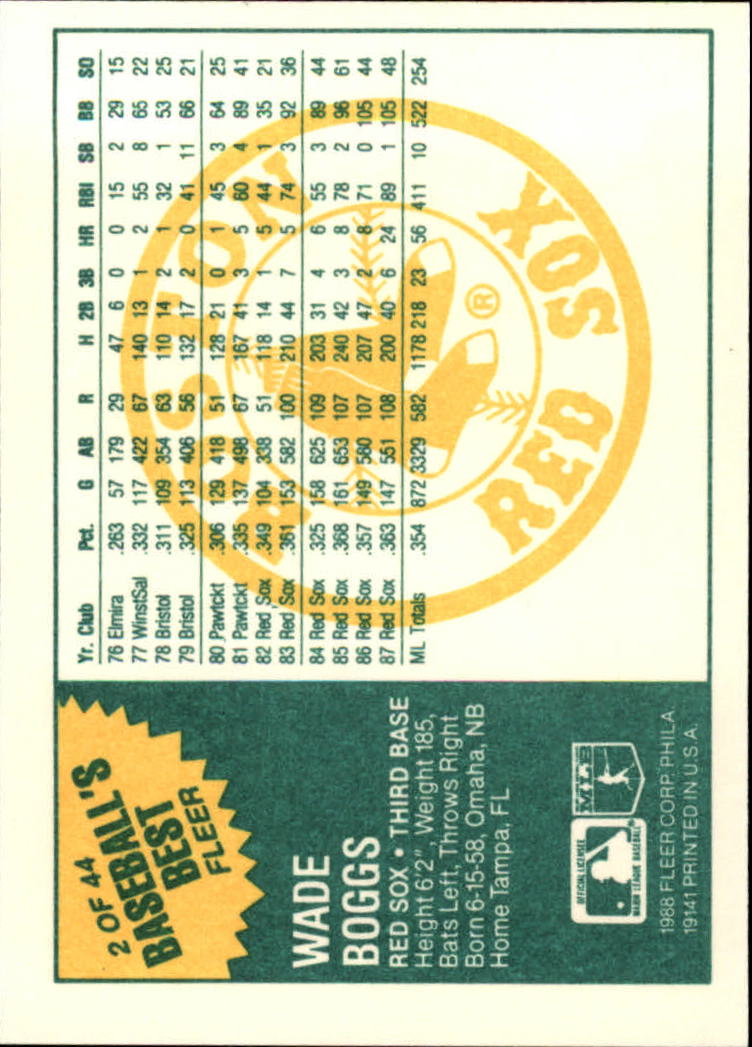 2 OF 44
BASEBALL'S
BEST
FLEER
WADE
BOGGS
RED SOX • THIRD BASE
Height 6'2", Weight 185,
Bats Left, Throws Right
Born 6-15-58, Omaha, NB
Home Tampa, FL
OFFICIAL LICENSEE
MAJOR LEAGUE BASEBALL
1988 FLEER CORP. PHILA.
19141 PRINTED IN U.S.A.
Yr. Club Pct. G AB R H 2B 3B HR RBI SB BB SO
76 Elmira .263 57 179 29 47 6 0 0 15 2 29 15
77 WinstSal .332 117 422 67 140 13 1 2 55 8 65 22
78 Bristol .311 109 354 63 110 14 2 1 32 1 53 25
79 Bristol .325 113 406 56 132 17 2 0 41 11 66 21
80 Pawtckt .306 129 418 51 128 21 0 1 45 3 64 25
81 Pawtckt .335 137 498 67 167 41 3 5 60 4 89 41
82 Red Sox .349 104 338 51 118 14 1 5 44 1 35 21
83 Red Sox .361 153 582 100 210 44 7 5 74 3 92 36
84 Red Sox .325 158 625 109 203 31 4 6 55 3 89 44
85 Red Sox .368 161 653 107 240 42 3 8 78 2 96 61
86 Red Sox .357 149 580 107 207 47 2 8 71 0 105 44
87 Red Sox .363 147 551 108 200 40 6 24 89 1 105 48
ML Totals .354 872 3329 582 1178 218 23 56 411 10 522 254
BOSTON
RED SOX
®